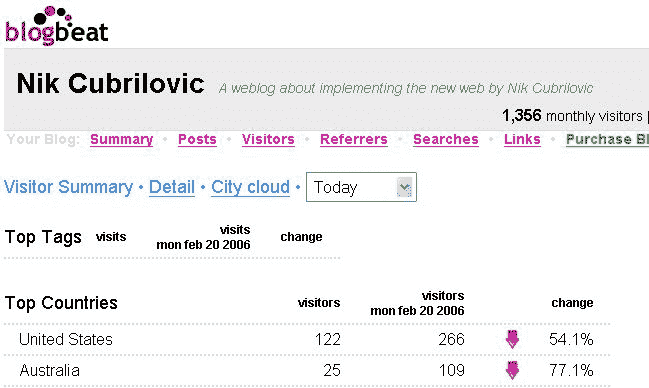 blogbeat
Nik Cubrilovic A weblog about implementing the new web by Nik Cubrilovic
1,356 monthly visitors |
Your Blog: Summary • Posts • Visitors • Referrers • Searches • Links • Purchase Bl
Visitor Summary • Detail • City cloud • Today
Top Tags visits visits mon feb 20 2006 change
Top Countries visitors visitors mon feb 20 2006 change
United States 122 266 54.1%
Australia 25 109 77.1%